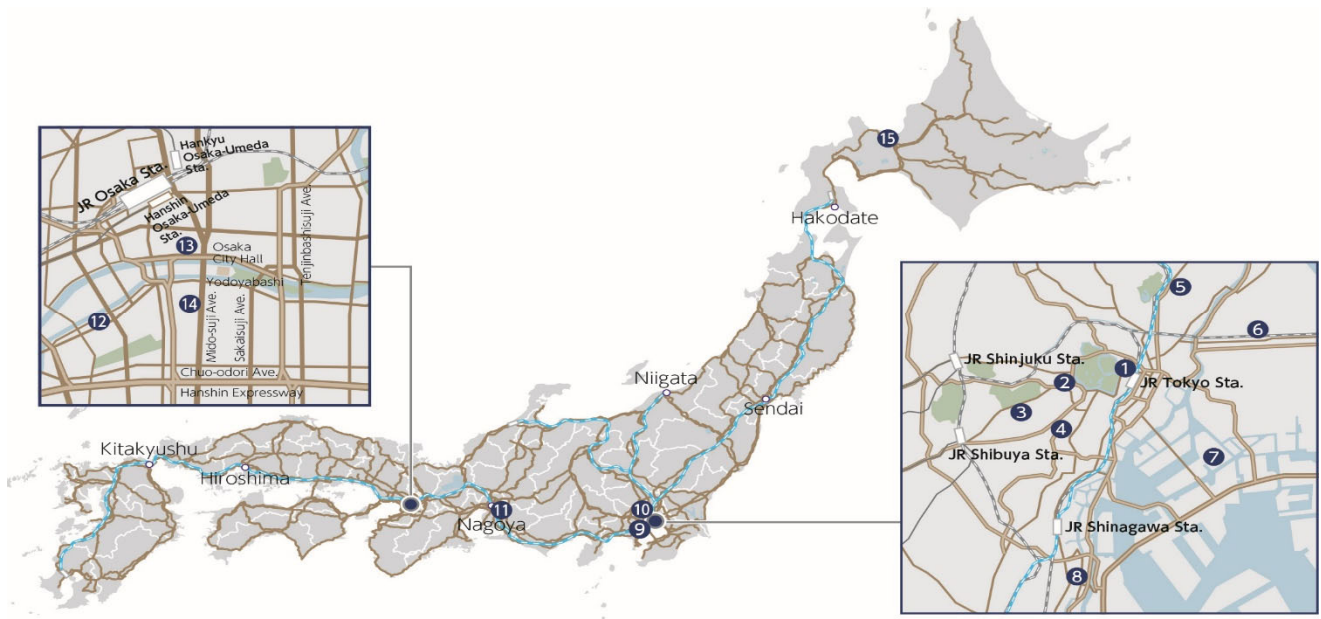 Hankyu
Osaka-Umeda
Sta.
JR Osaka Sta.
Hanshin
Osaka-Umeda
Sta.
13
Osaka
City Hall
Tenjinbashisuji Ave.
Yodoyabashi
14
12
Mido-suji Ave.
Sakaisuji Ave.
Chuo-odori Ave.
Hanshin Expressway
15
Hakodate
Niigata
Sendai
Kitakyushu
Hiroshima
11
Nagoya
10
9
5
6
JR Shinjuku Sta.
1
2
JR Tokyo Sta.
3
4
JR Shibuya Sta.
7
JR Shinagawa Sta.
8